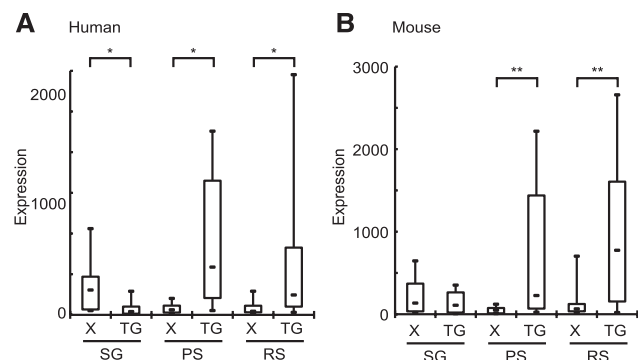 A Human
* * *
2000
1000
0
Expression
X TG X TG X TG
SG PS RS
B Mouse
** **
3000
2000
1000
0
Expression
X TG X TG X TG
SG PS RS